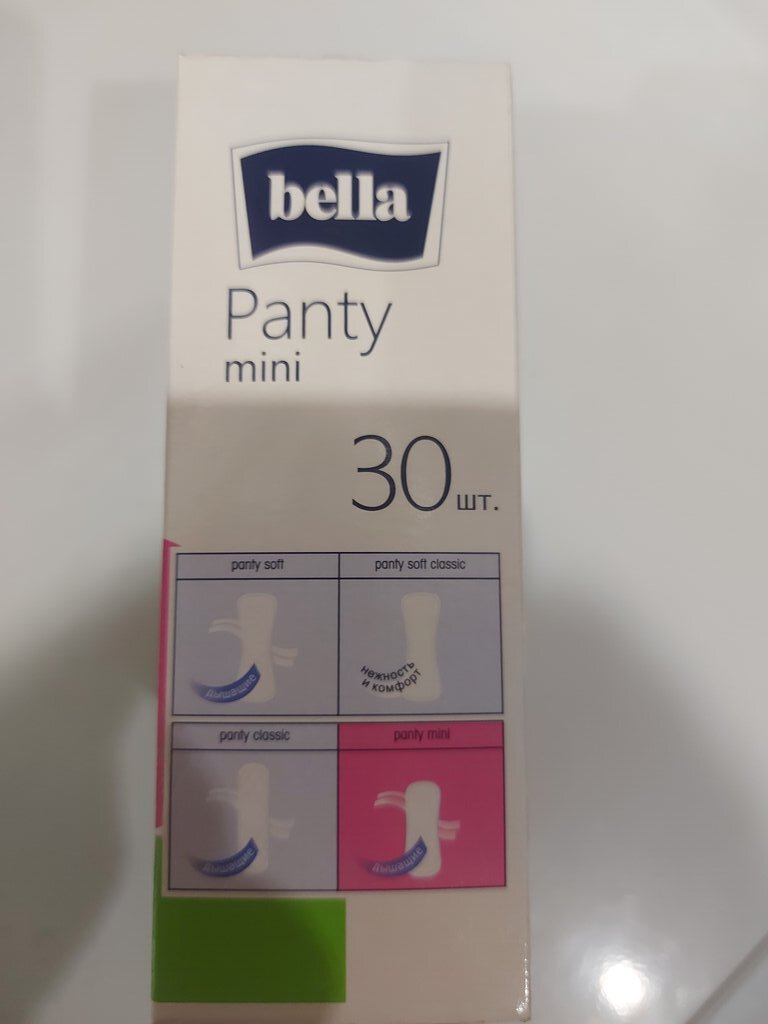 bella
Panty
mini
30 шт.
panty soft
panty soft classic
дышащие
нежность
и комфорт
panty classic
panty mini
дышащие
дышащие